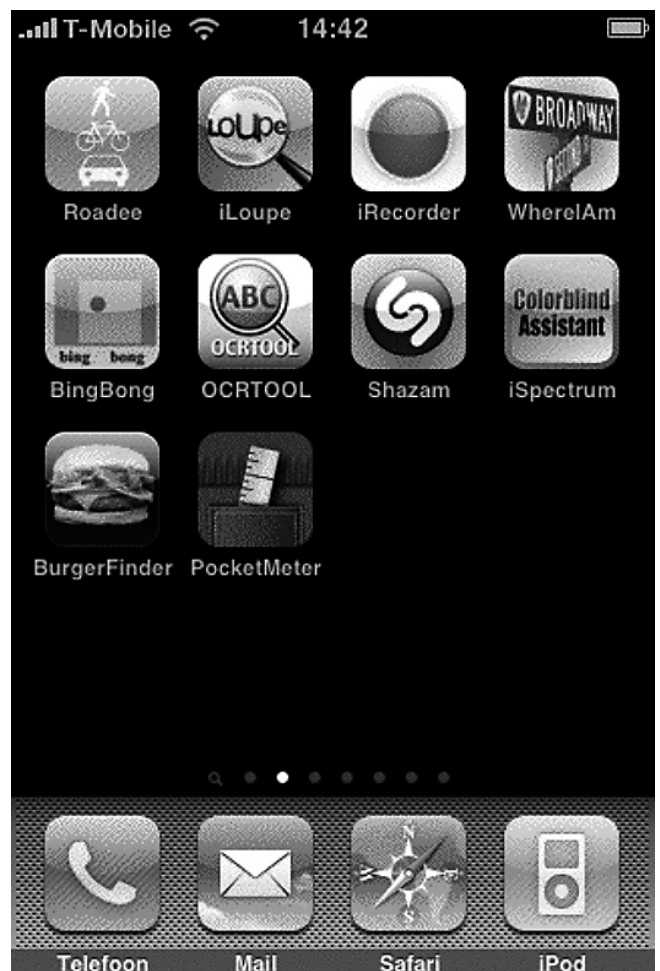 T-Mobile 14:42
LOUPE BROADWAY
Roadee iLoupe iRecorder WhereIAm
ABC Colorblind
bing bong OCRTOOL Assistant
BingBong OCRTOOL Shazam iSpectrum
BurgerFinder PocketMeter
N
S
Telefoon Mail Safari iPod